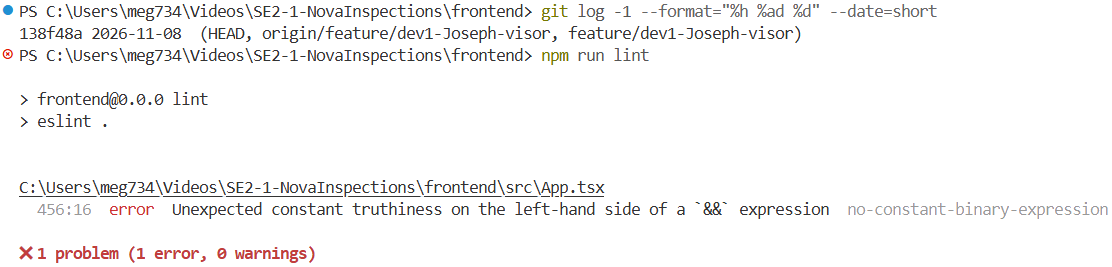 PS C:\Users\meg734\Videos\SE2-1-NovaInspections\frontend> git log -1 --format="%h %ad %d" --date=short
138f48a 2026-11-08  (HEAD, origin/feature/dev1-Joseph-visor, feature/dev1-Joseph-visor)
PS C:\Users\meg734\Videos\SE2-1-NovaInspections\frontend> npm run lint
> frontend@0.0.0 lint
> eslint .
C:\Users\meg734\Videos\SE2-1-NovaInspections\frontend\src\App.tsx
456:16  error  Unexpected constant truthiness on the left-hand side of a `&&` expression  no-constant-binary-expression
✖ 1 problem (1 error, 0 warnings)